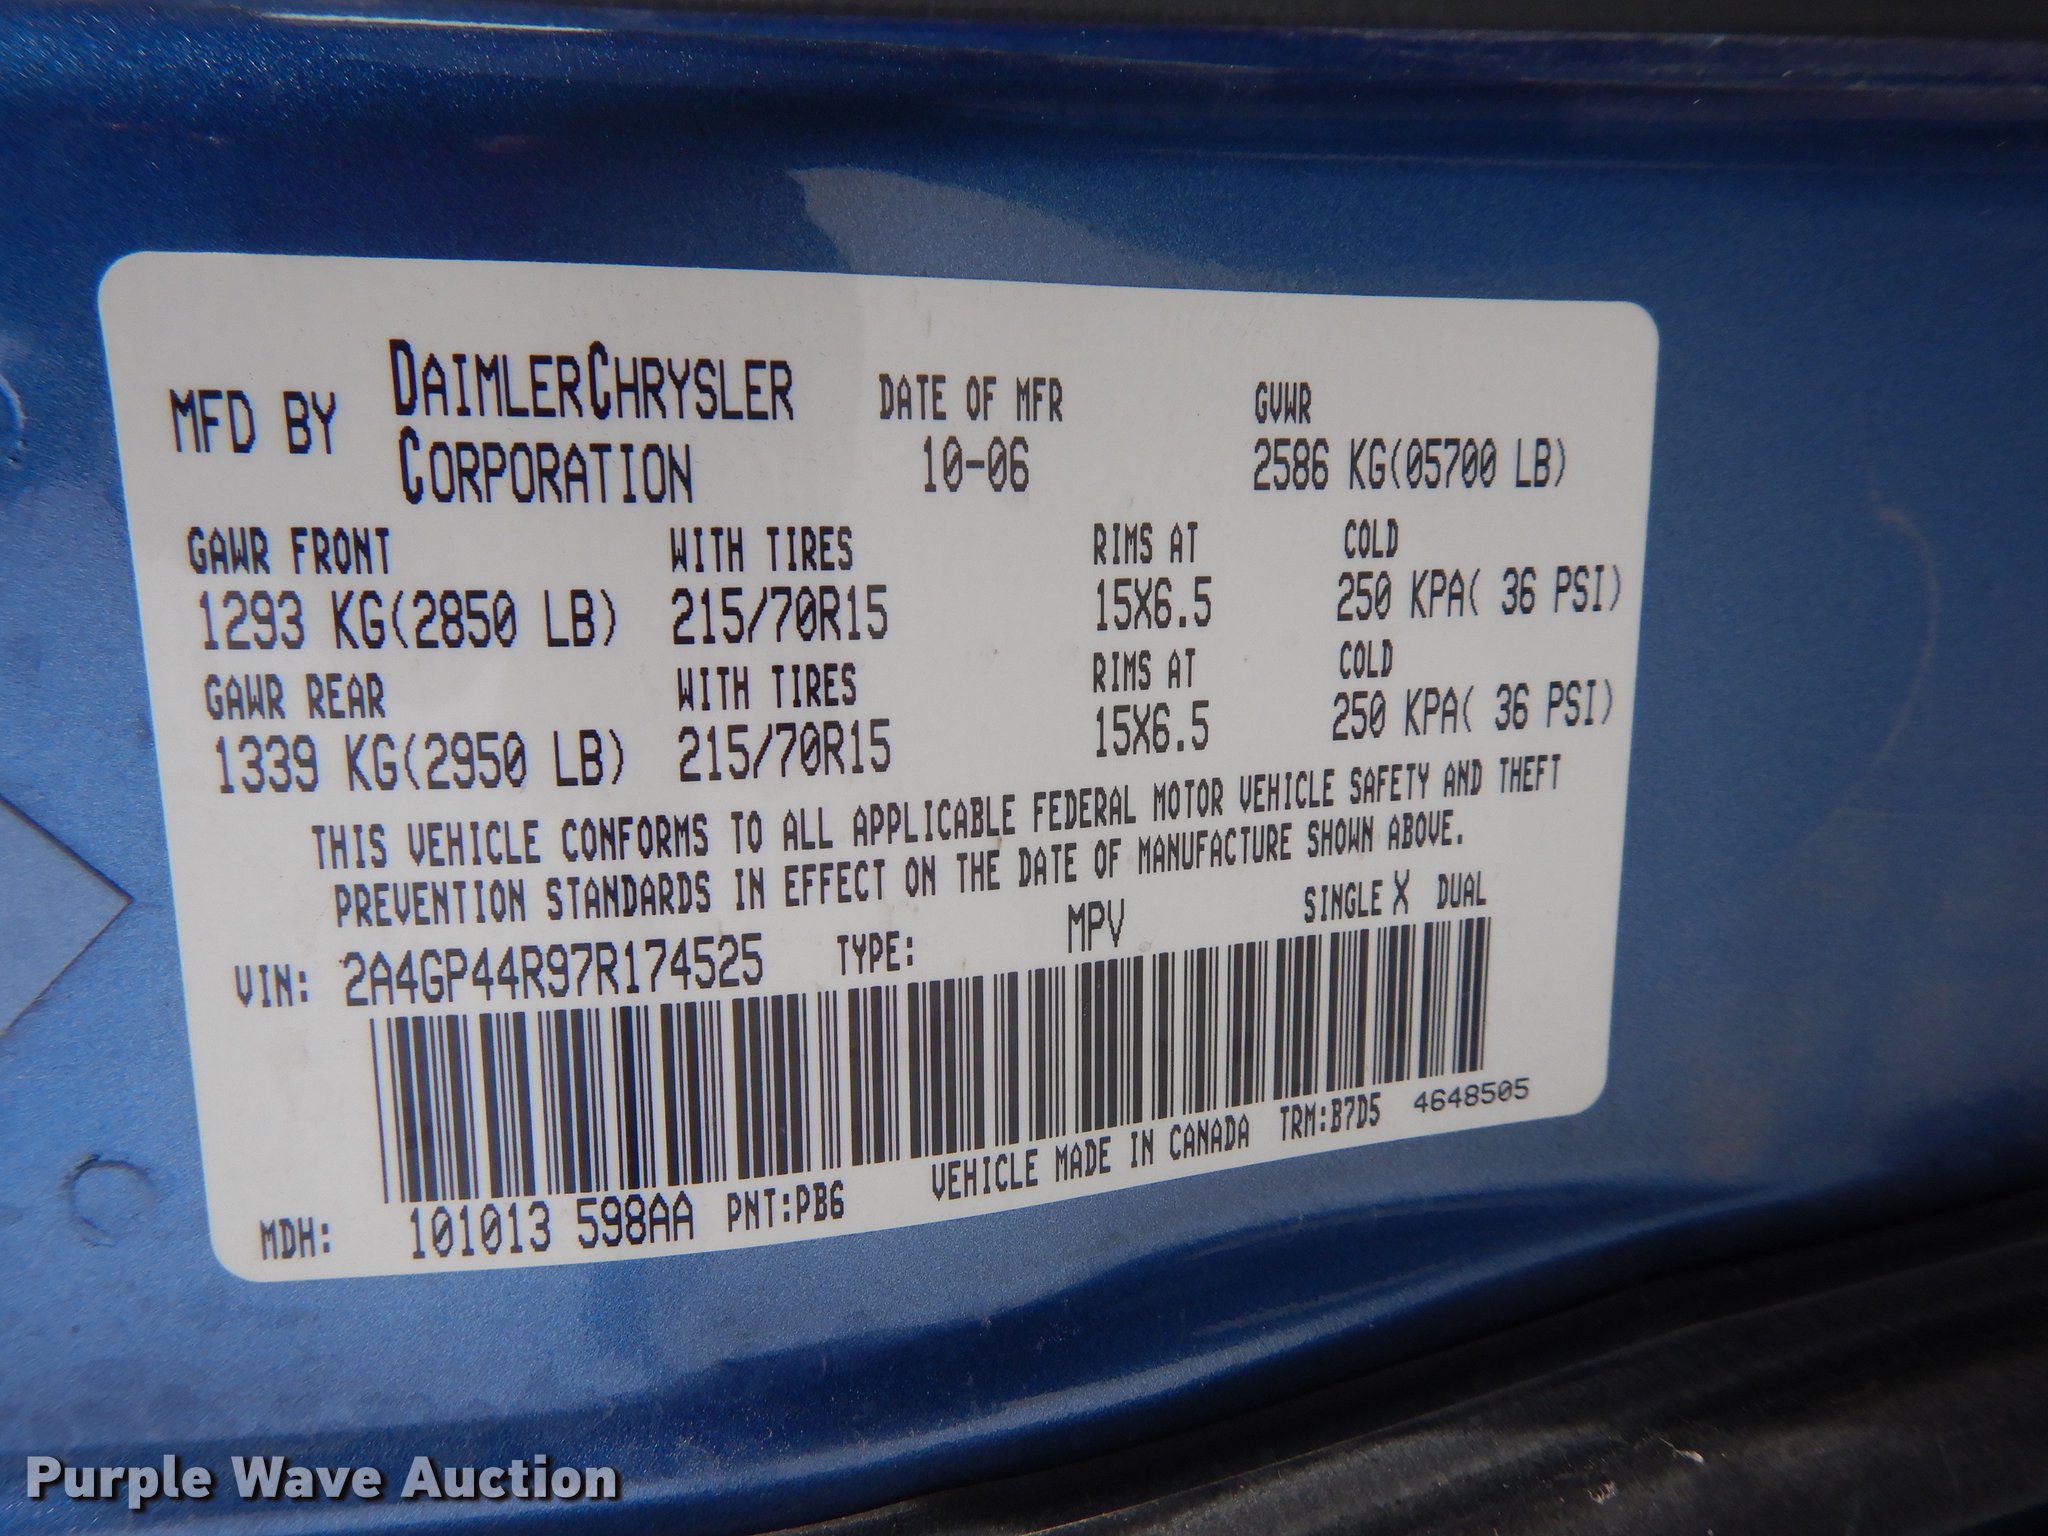 MFD BY DAIMLERCHRYSLER CORPORATION DATE OF MFR GVWR
10-06 2586 KG(05700 LB)
GAWR FRONT WITH TIRES RIMS AT COLD
1293 KG(2850 LB) 215/70R15 15X6.5 250 KPA( 36 PSI)
GAWR REAR WITH TIRES RIMS AT COLD
1339 KG(2950 LB) 215/70R15 15X6.5 250 KPA( 36 PSI)
THIS VEHICLE CONFORMS TO ALL APPLICABLE FEDERAL MOTOR VEHICLE SAFETY AND THEFT
PREVENTION STANDARDS IN EFFECT ON THE DATE OF MANUFACTURE SHOWN ABOVE.
VIN: 2A4GP44R97R174525 TYPE: MPV SINGLE X DUAL
MDH: 101013 598AA PNT:PB6 VEHICLE MADE IN CANADA TRM:B7D5 4648505
Purple Wave Auction